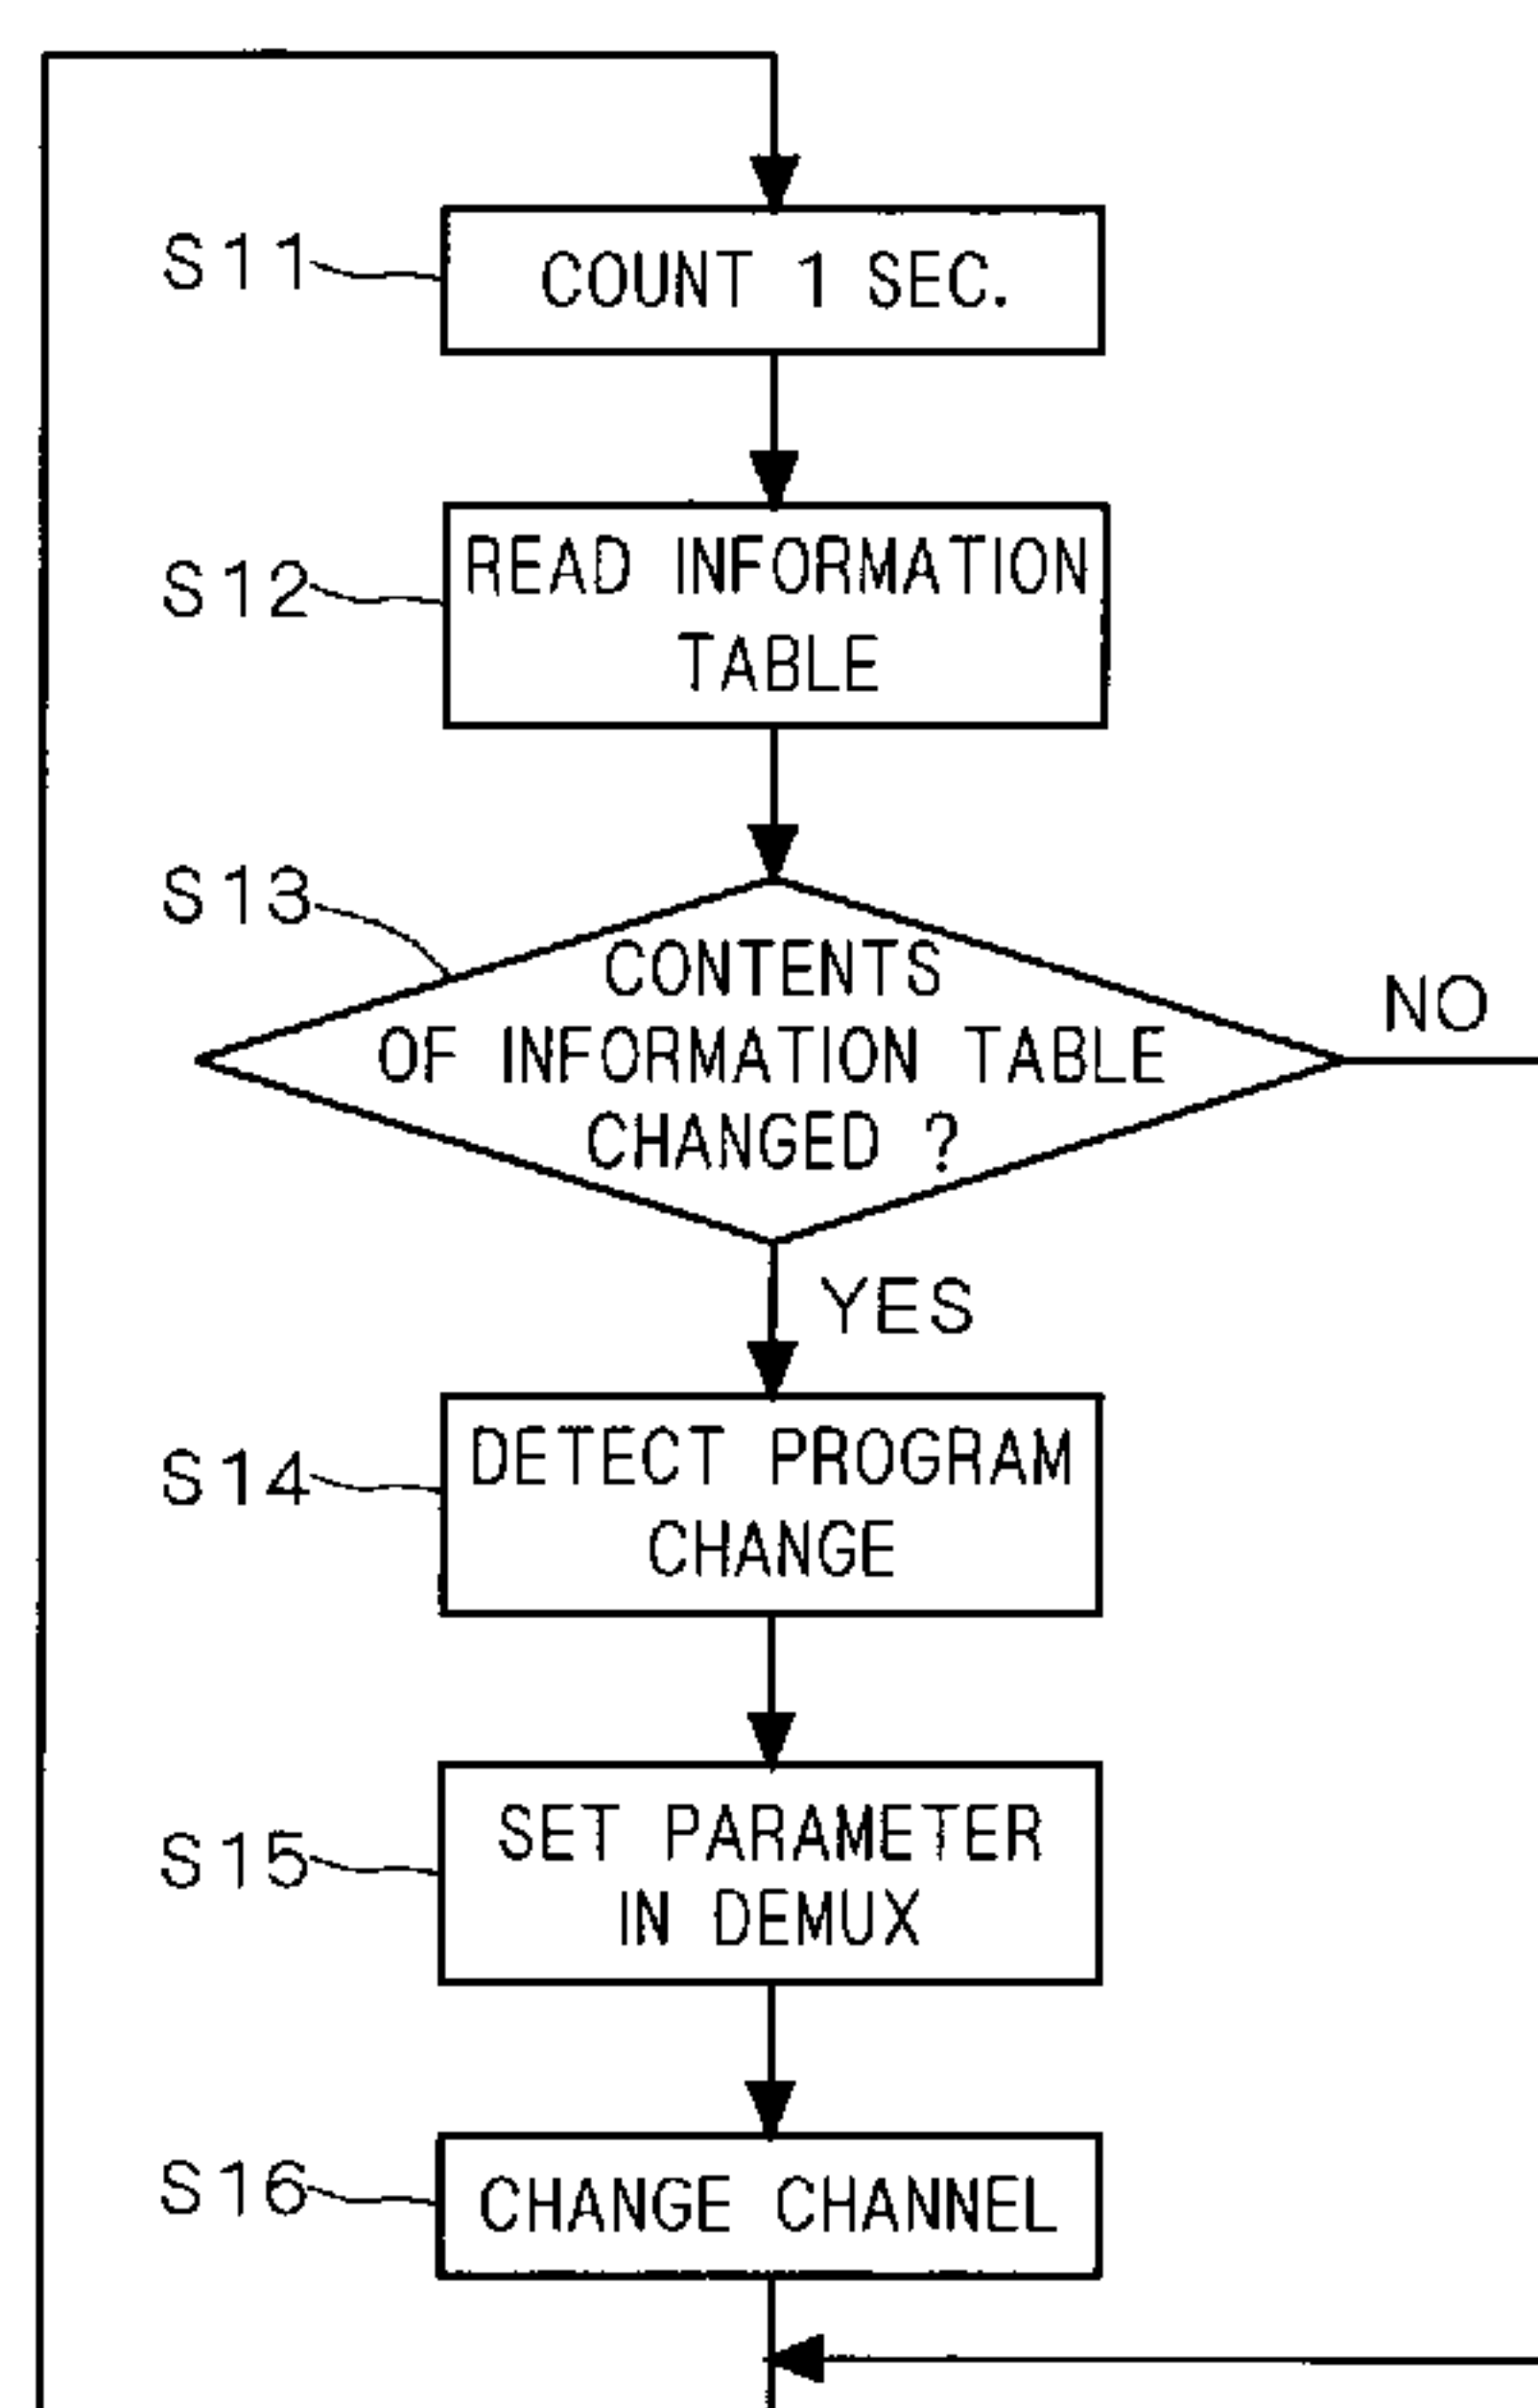 S11
COUNT 1 SEC.
S12
READ INFORMATION
TABLE
S13
CONTENTS
OF INFORMATION TABLE
CHANGED ?
NO
YES
S14
DETECT PROGRAM
CHANGE
S15
SET PARAMETER
IN DEMUX
S16
CHANGE CHANNEL